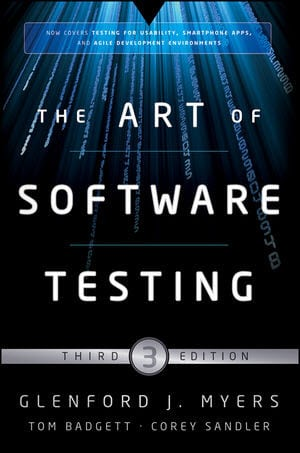 NOW COVERS TESTING FOR USABILITY, SMARTPHONE APPS,
AND AGILE DEVELOPMENT ENVIRONMENTS
THE ART OF
SOFTWARE
TESTING
THIRD 3 EDITION
GLENFORD J. MYERS
TOM BADGETT · COREY SANDLER